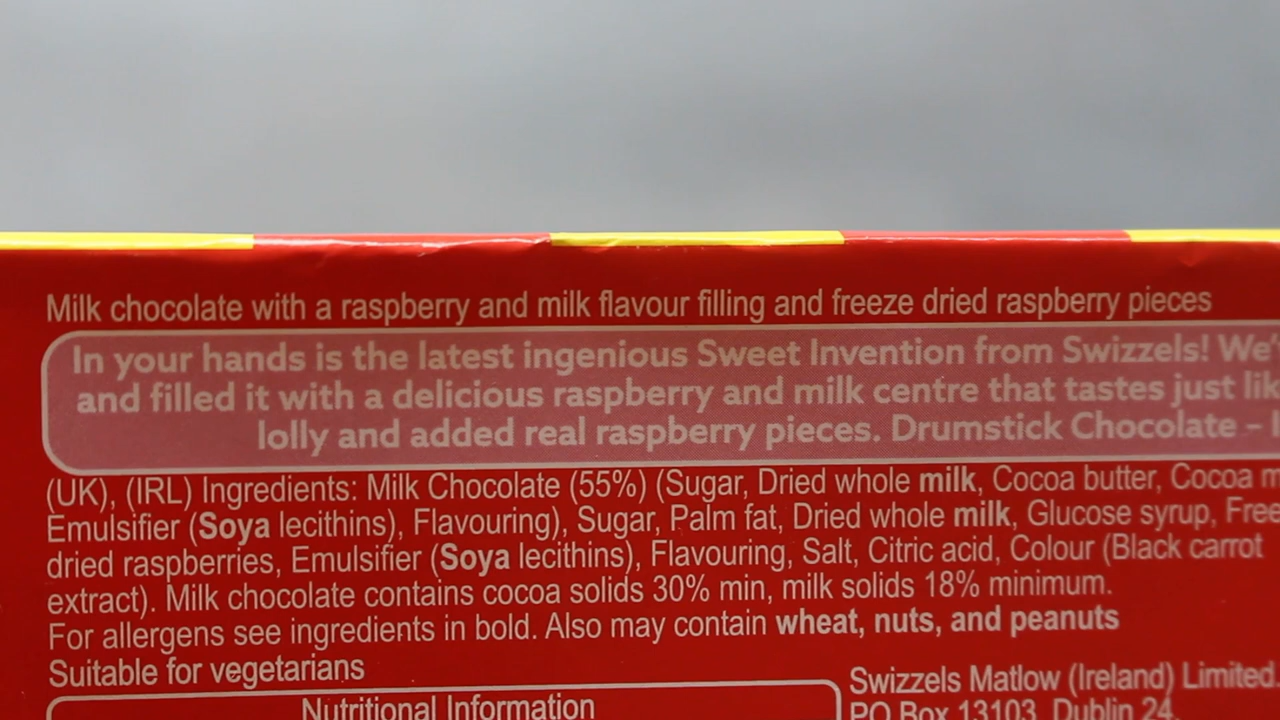 Milk chocolate with a raspberry and milk flavour filling and freeze dried raspberry pieces
In your hands is the latest ingenious Sweet Invention from Swizzels!
and filled it with a delicious raspberry and milk centre that tastes just
lolly and added real raspberry pieces. Drumstick Chocolate –
(UK), (IRL) Ingredients: Milk Chocolate (55%) (Sugar, Dried whole milk, Cocoa butter, Cocoa
Emulsifier (Soya lecithins), Flavouring), Sugar, Palm fat, Dried whole milk, Glucose syrup,
dried raspberries, Emulsifier (Soya lecithins), Flavouring, Salt, Citric acid, Colour (Black carrot
extract). Milk chocolate contains cocoa solids 30% min, milk solids 18% minimum.
For allergens see ingredients in bold. Also may contain wheat, nuts, and peanuts
Suitable for vegetarians
Nutritional Information
Swizzels Matlow (Ireland) Limited.
PO Box 13103, Dublin 24